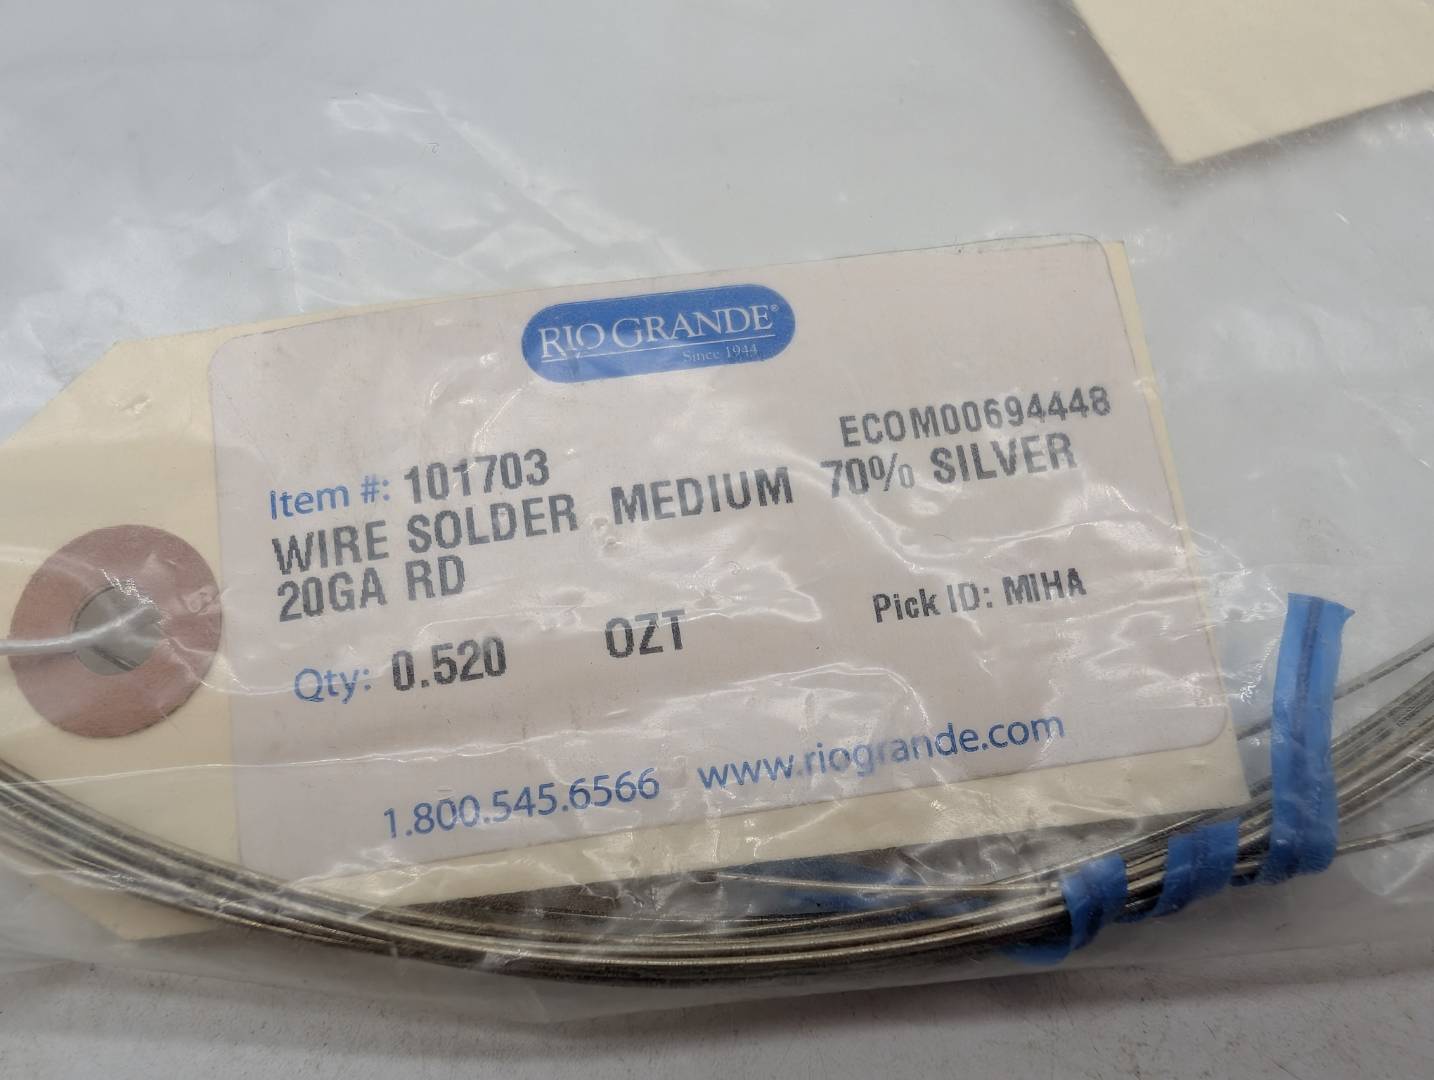 RIO GRANDE®
Since 1944
ECOM00694448
Item #: 101703
WIRE SOLDER MEDIUM 70% SILVER
20GA RD
Pick ID: MIHA
Qty: 0.520 OZT
1.800.545.6566 www.riogrande.com